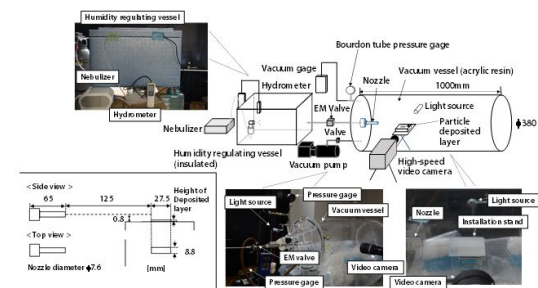 Humidity regulating vessel
Nebulizer
Hydrometer
Bourdon tube pressure gage
Vacuum gage
Hydrometer
Nozzle
Vacuum vessel (acrylic resin)
1000mm
EM Valve
Light source
Valve
Particle
deposited
layer
ϕ380
Nebulizer
Humidity regulating vessel
(insulated)
Vacuum pump
High-speed
video camera
<Side view>
65
125
27.5
Height of
Deposited
layer
0.8
<Top view>
8.8
Nozzle diameter ϕ7.6
[mm]
Light source
Pressure gage
Vacuum vessel
EM valve
Video camera
Pressure gage
Light source
Nozzle
Installation stand
Video camera